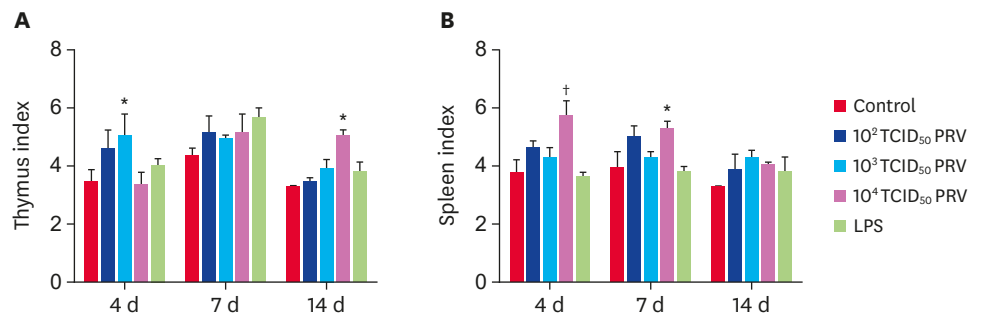 A
Thymus index
8
6
4
2
0
*
*
4 d
7 d
14 d
B
Spleen index
8
6
4
2
0
†
*
4 d
7 d
14 d
Control
10² TCID₅₀ PRV
10³ TCID₅₀ PRV
10⁴ TCID₅₀ PRV
LPS